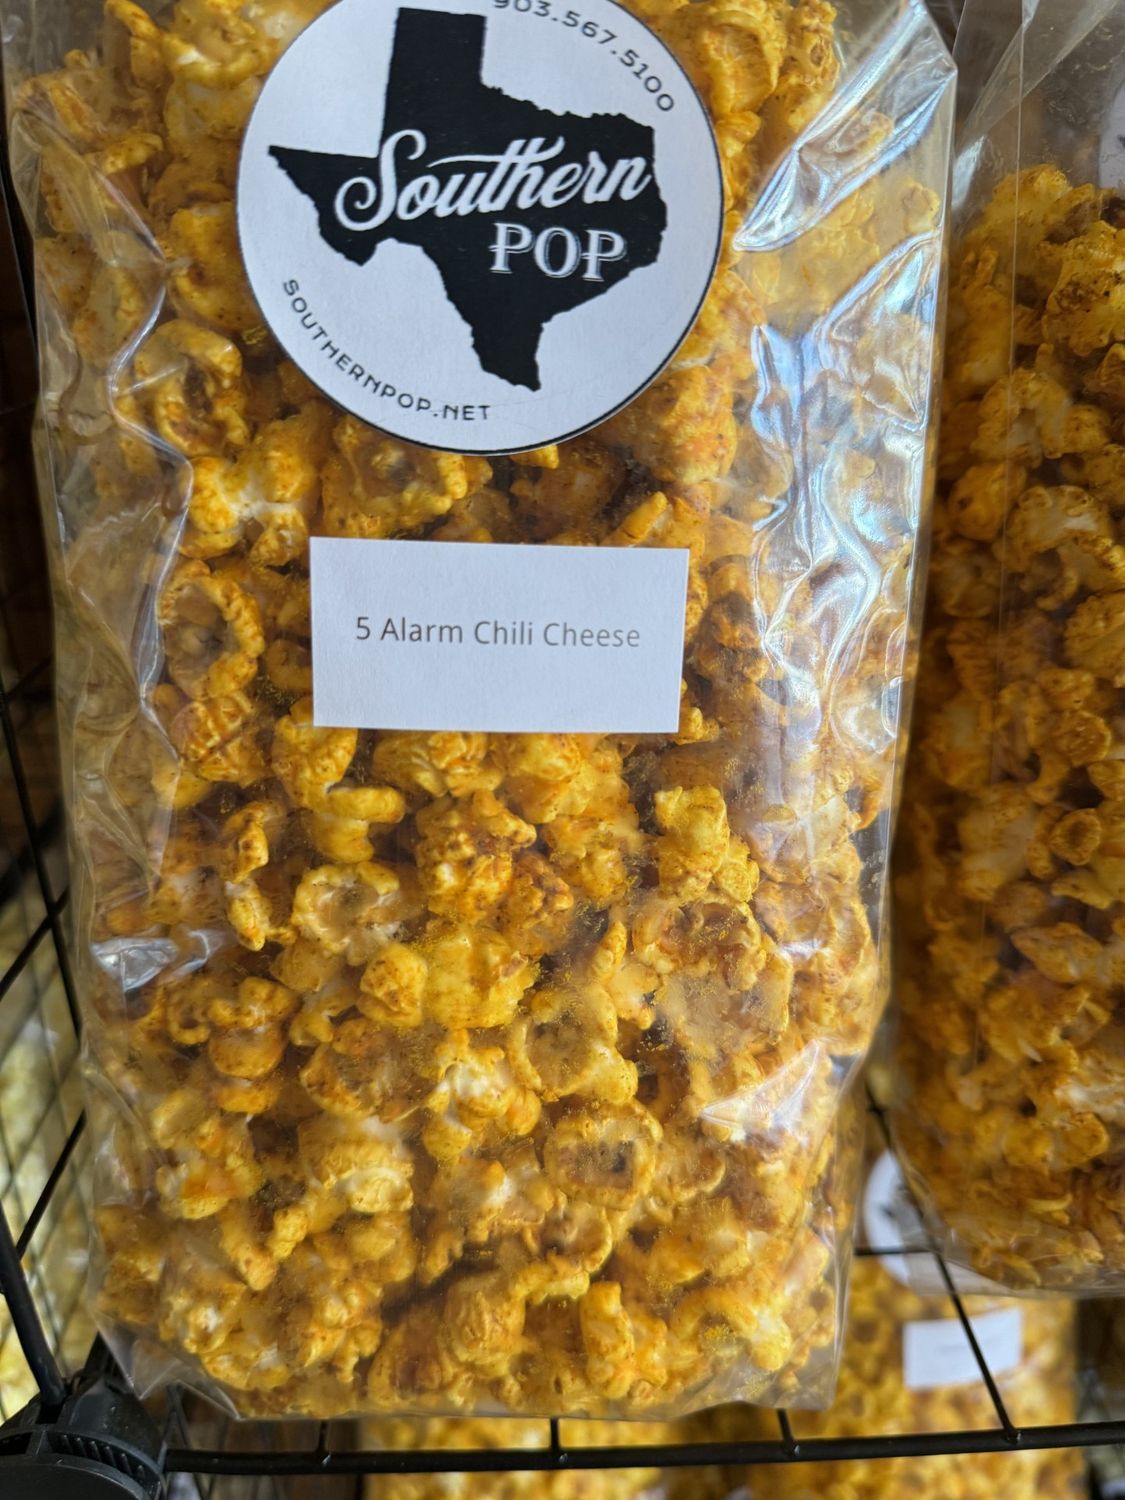 903.567.5100
Southern
POP
SOUTHERNPOP.NET
5 Alarm Chili Cheese